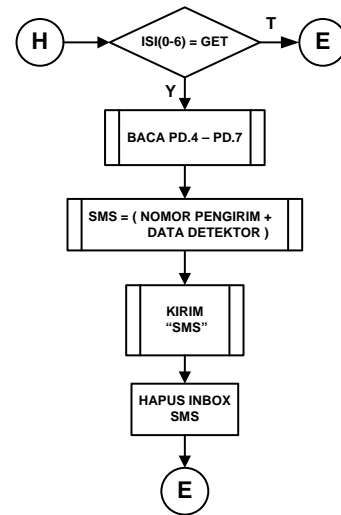 T
H
ISI(0-6) = GET
E
Y
BACA PD.4 – PD.7
SMS = ( NOMOR PENGIRIM +
DATA DETEKTOR )
KIRIM
“SMS”
HAPUS INBOX
SMS
E